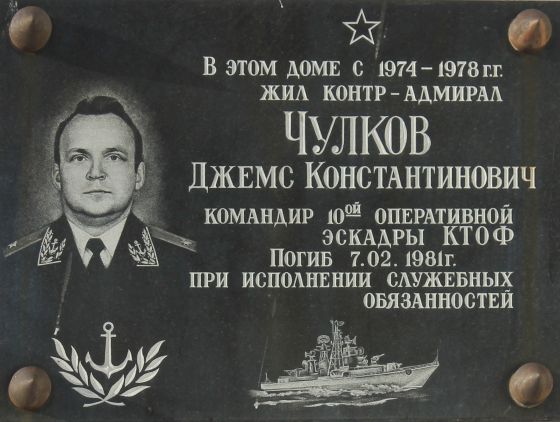 В ЭТОМ ДОМЕ С 1974-1978 Г.Г.
ЖИЛ КОНТР-АДМИРАЛ
ЧУЛКОВ
ДЖЕМС КОНСТАНТИНОВИЧ
КОМАНДИР 10ОЙ ОПЕРАТИВНОЙ
ЭСКАДРЫ КТОФ
ПОГИБ 7.02.1981г.
ПРИ ИСПОЛНЕНИИ СЛУЖЕБНЫХ
ОБЯЗАННОСТЕЙ